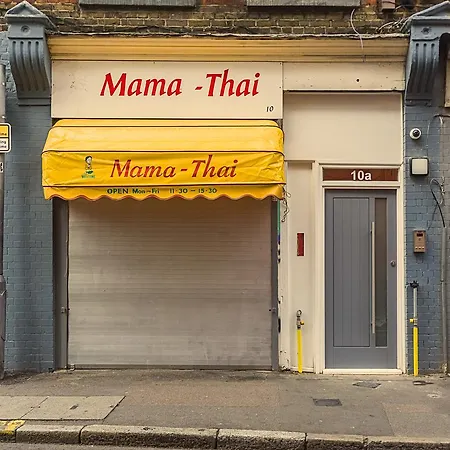 Mama - Thai
10
Mama - Thai
OPEN Mon - Fri 11-30 - 15-30
10a